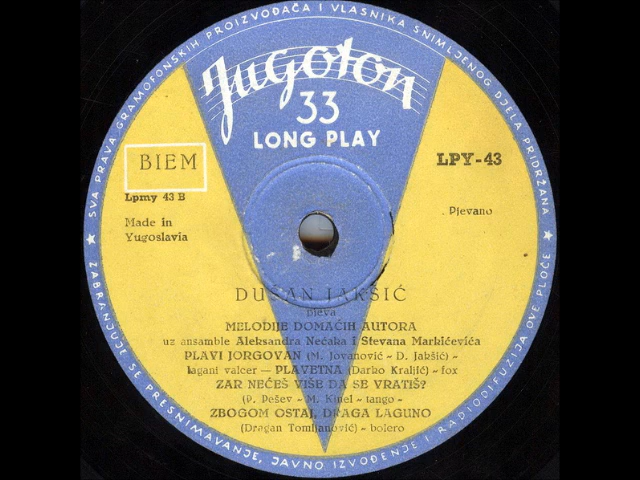 SVA PRAVA GRAMOFONSKIH PROIZVOĐAČA I VLASNIKA SNIMLJENOG DJELA PRIDRŽANA
Jugoton
33
LONG PLAY
BIEM
LPY-43
Lpmy 43 B
Pjevano
Made in
Yugoslavia
DUŠAN JAKŠIĆ
pjeva
MELODIJE DOMAĆIH AUTORA
uz ansamble Aleksandra Nećaka i Stevana Markićevića
PLAVI JORGOVAN (M. Jovanović - D. Jakšić) -
lagani valcer — PLAVETNA (Darko Kraljić) - fox
ZAR NEĆEŠ VIŠE DA SE VRATIŠ?
(P. Pešev - M. Kinel - tango -
ZBOGOM OSTAJ, DRAGA LAGUNO
(Dragan Tomljanović) - bolero
ZABRANJUJE SE PRESNIMAVANJE, JAVNO IZVOĐENJE I RADIODIFUZIJA OVE PLOČE